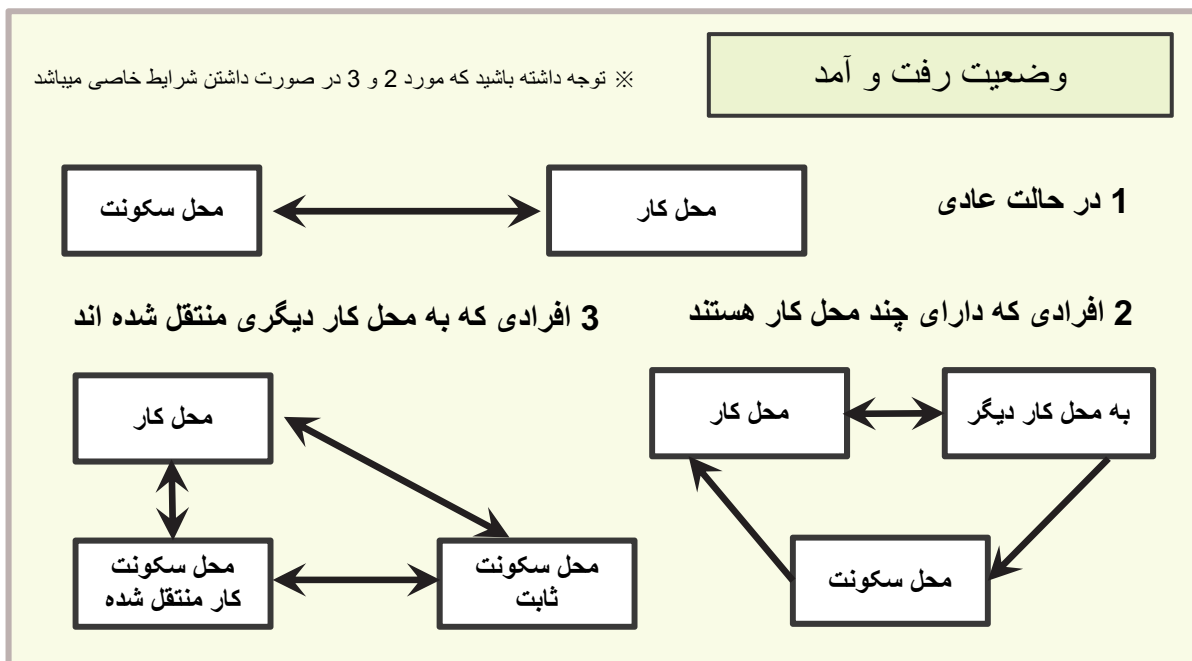 وضعیت رفت و آمد
※ توجه داشته باشید که مورد 2 و 3 در صورت داشتن شرایط خاصی میباشد
1 در حالت عادی
محل کار
محل سکونت
2 افرادی که دارای چند محل کار هستند
به محل کار دیگر
محل کار
محل سکونت
3 افرادی که به محل کار دیگری منتقل شده اند
محل کار
محل سکونت
ثابت
محل سکونت
کار منتقل شده